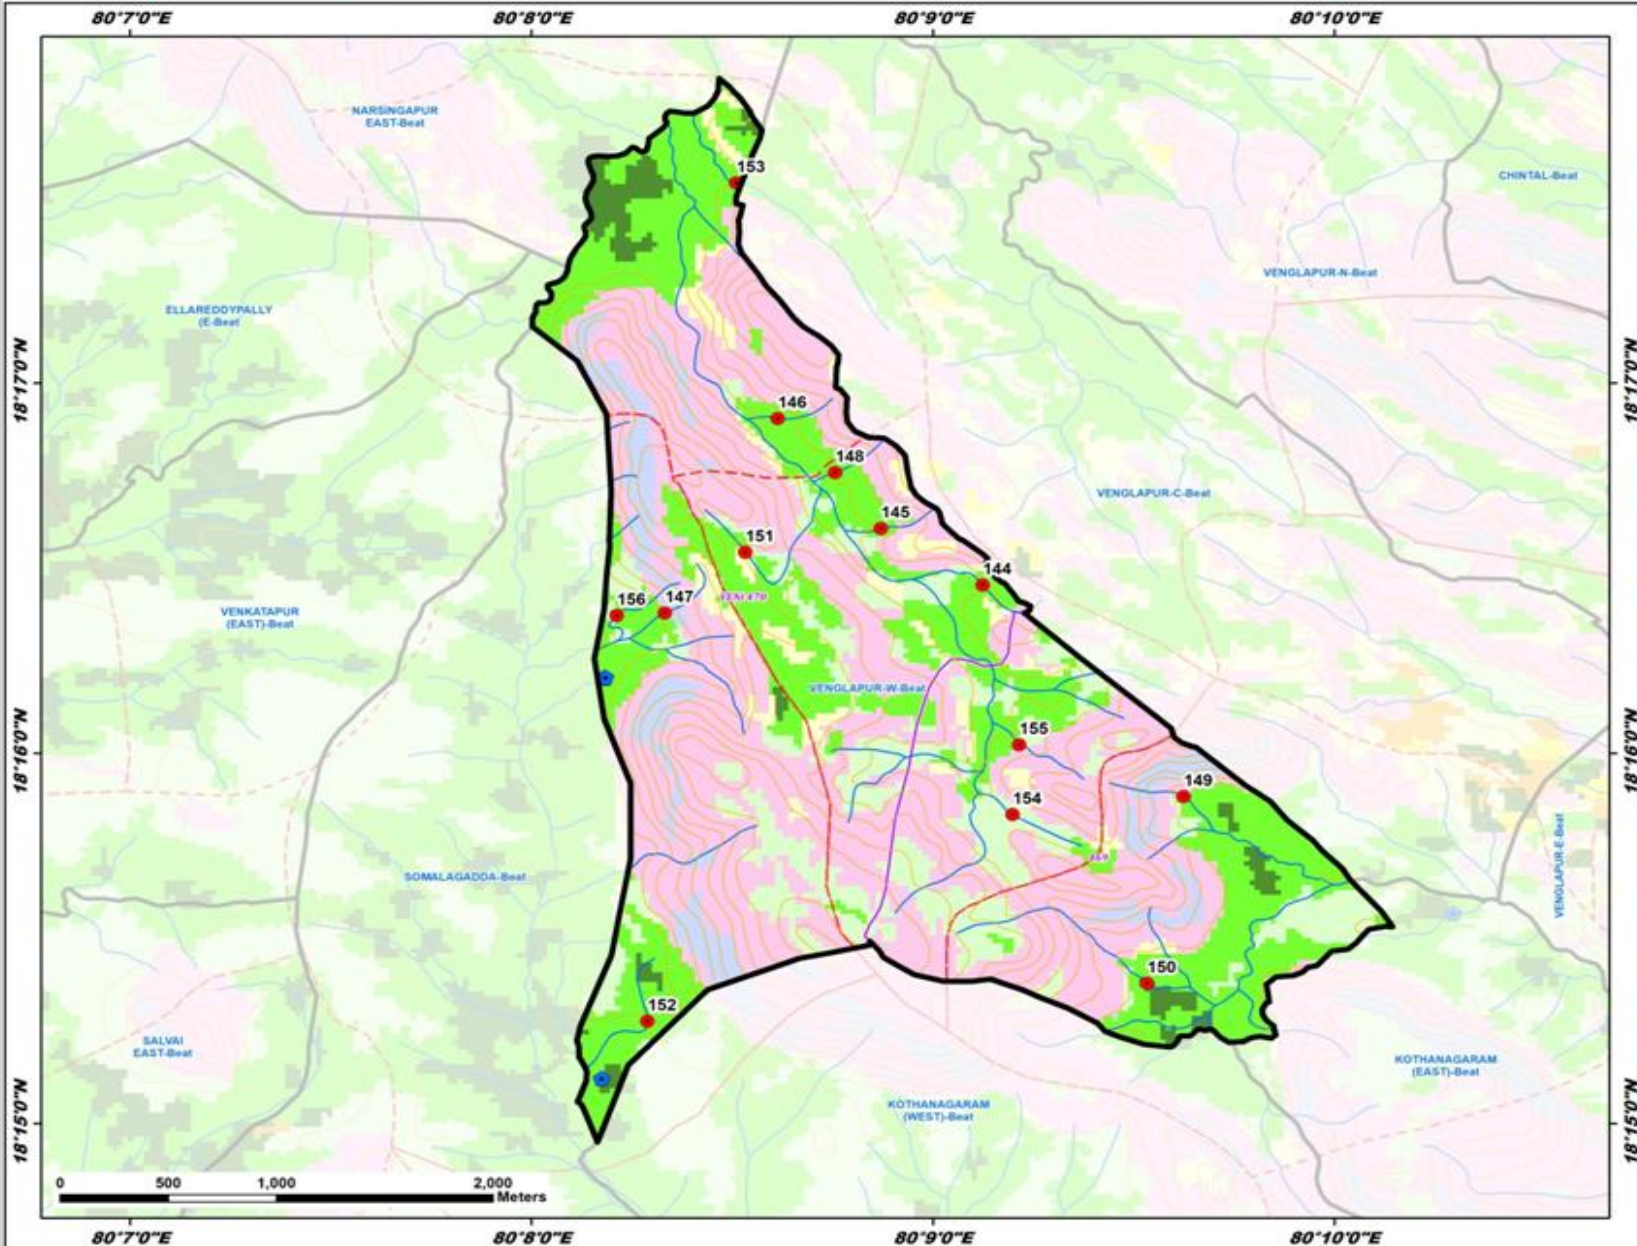 80°7'0"E
80°8'0"E
80°9'0"E
80°10'0"E
NARSINGAPUR
EAST-Beat
153
CHINTAL-Beat
VENGLAPUR-N-Beat
ELLAREDDYPALLY
(E-Beat
18°17'0"N
18°17'0"N
146
148
VENGLAPUR-C-Beat
145
151
144
156
147
VENKATAPUR
(EAST)-Beat
VENGLAPUR-W-Beat
155
18°16'0"N
18°16'0"N
149
154
469
VENGLAPUR-E-Beat
SOMALAGADDA-Beat
150
152
SALVAI
EAST-Beat
KOTHANAGARAM
(EAST)-Beat
KOTHANAGARAM
(WEST)-Beat
18°15'0"N
18°15'0"N
0
500
1,000
2,000
Meters
80°7'0"E
80°8'0"E
80°9'0"E
80°10'0"E